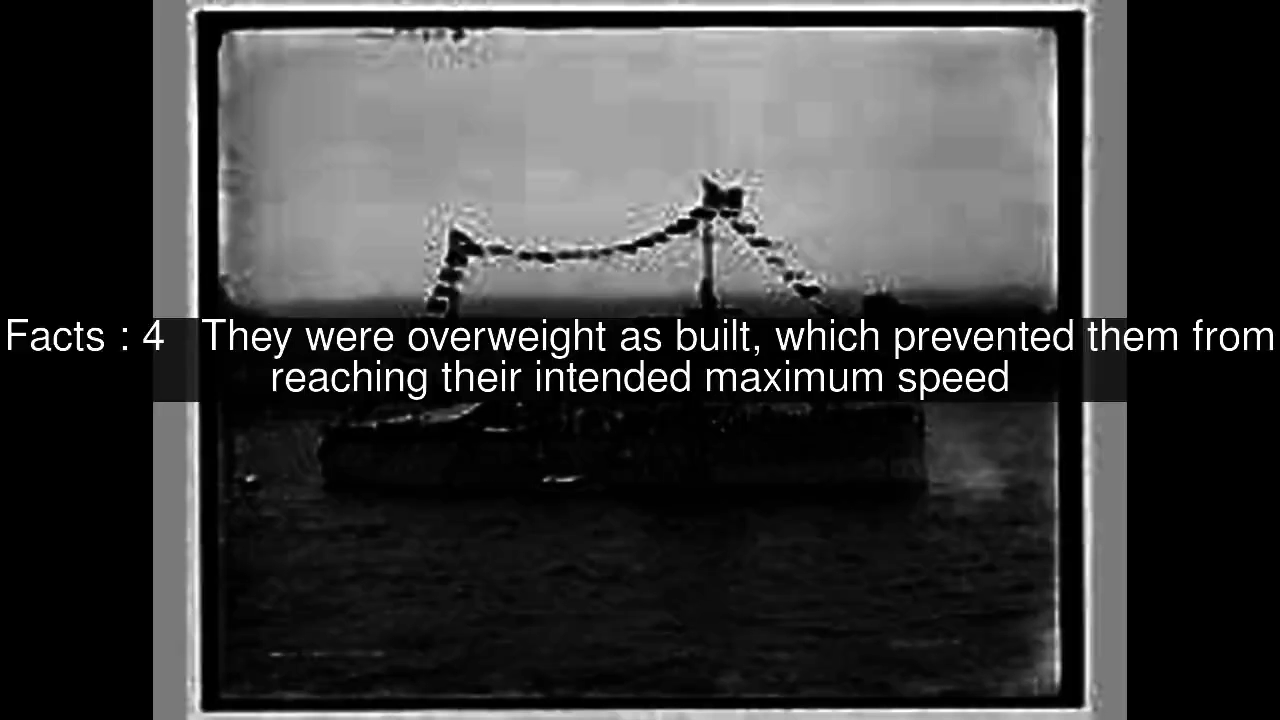 Facts : 4   They were overweight as built, which prevented them from
reaching their intended maximum speed